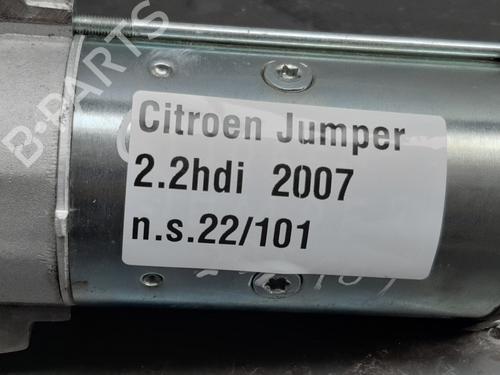 B-PARTS
Citroen Jumper
2.2hdi 2007
n.s.22/101